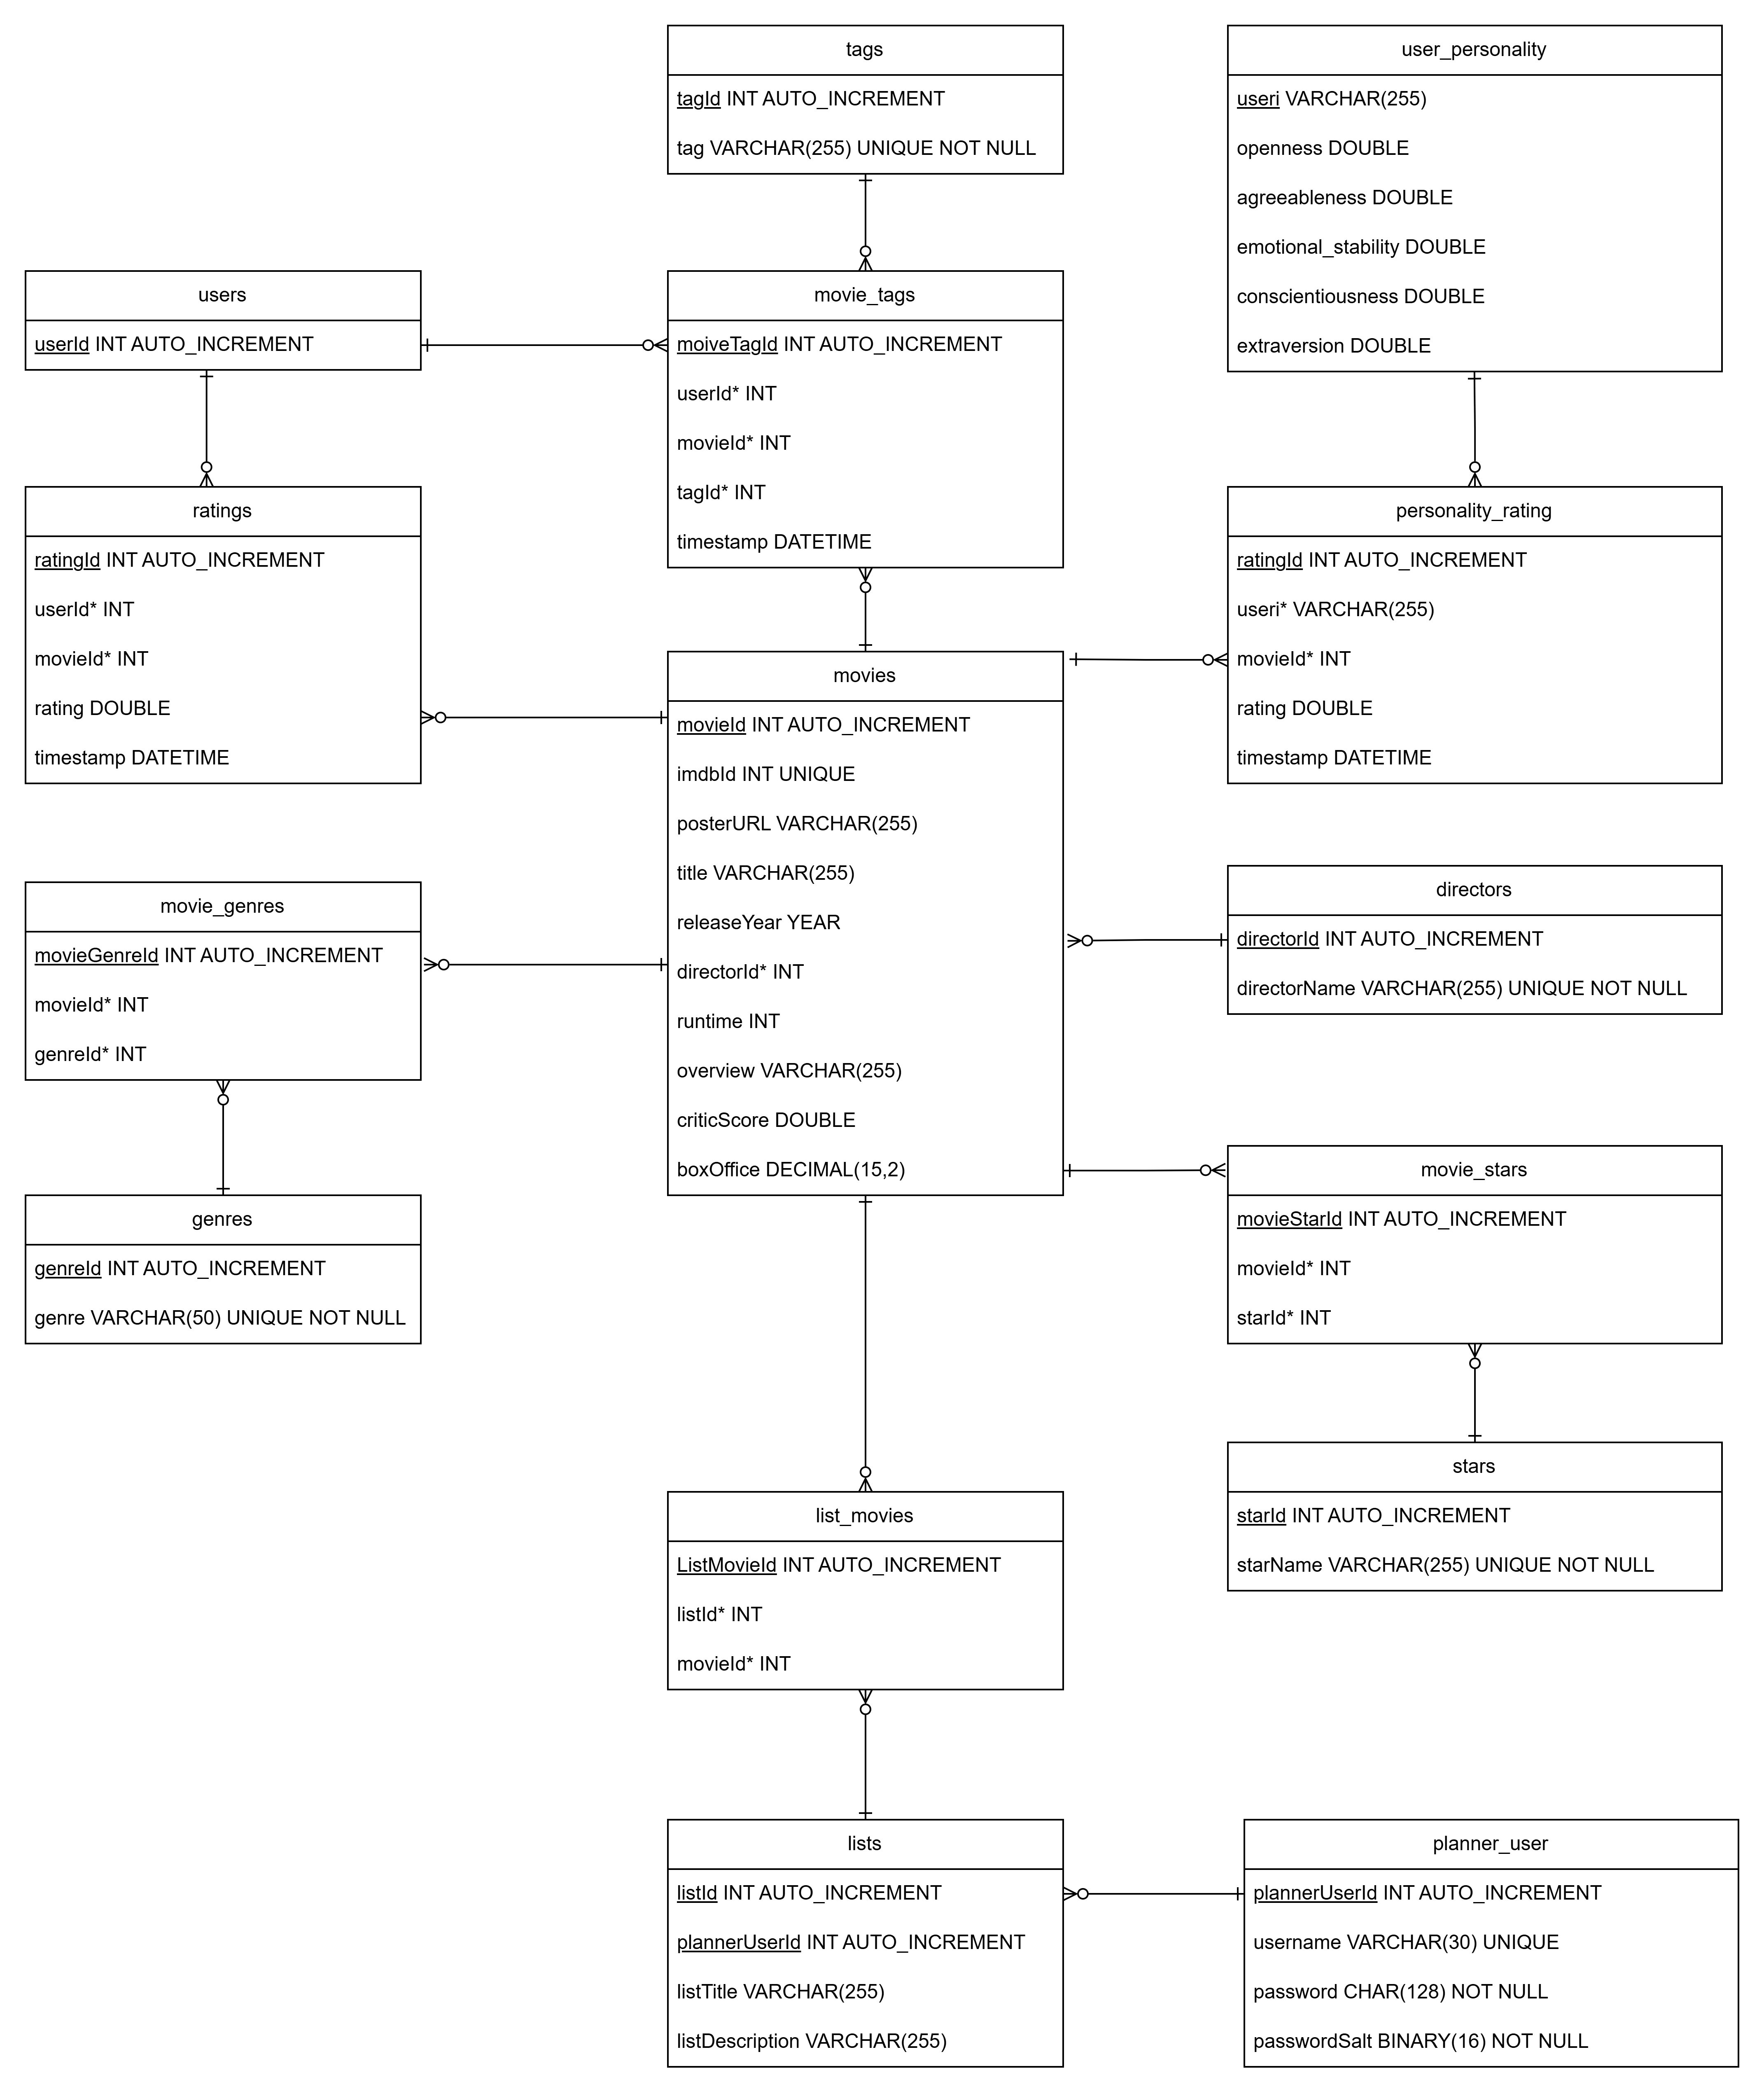 tags
tagId INT AUTO_INCREMENT
tag VARCHAR(255) UNIQUE NOT NULL
user_personality
useri VARCHAR(255)
openness DOUBLE
agreeableness DOUBLE
emotional_stability DOUBLE
conscientiousness DOUBLE
extraversion DOUBLE
users
userId INT AUTO_INCREMENT
movie_tags
moiveTagId INT AUTO_INCREMENT
userId* INT
movieId* INT
tagId* INT
timestamp DATETIME
ratings
ratingId INT AUTO_INCREMENT
userId* INT
movieId* INT
rating DOUBLE
timestamp DATETIME
personality_rating
ratingId INT AUTO_INCREMENT
useri* VARCHAR(255)
movieId* INT
rating DOUBLE
timestamp DATETIME
movies
movieId INT AUTO_INCREMENT
imdbId INT UNIQUE
posterURL VARCHAR(255)
title VARCHAR(255)
releaseYear YEAR
directorId* INT
runtime INT
overview VARCHAR(255)
criticScore DOUBLE
boxOffice DECIMAL(15,2)
movie_genres
movieGenreId INT AUTO_INCREMENT
movieId* INT
genreId* INT
directors
directorId INT AUTO_INCREMENT
directorName VARCHAR(255) UNIQUE NOT NULL
genres
genreId INT AUTO_INCREMENT
genre VARCHAR(50) UNIQUE NOT NULL
movie_stars
movieStarId INT AUTO_INCREMENT
movieId* INT
starId* INT
stars
starId INT AUTO_INCREMENT
starName VARCHAR(255) UNIQUE NOT NULL
list_movies
ListMovieId INT AUTO_INCREMENT
listId* INT
movieId* INT
lists
listId INT AUTO_INCREMENT
plannerUserId INT AUTO_INCREMENT
listTitle VARCHAR(255)
listDescription VARCHAR(255)
planner_user
plannerUserId INT AUTO_INCREMENT
username VARCHAR(30) UNIQUE
password CHAR(128) NOT NULL
passwordSalt BINARY(16) NOT NULL